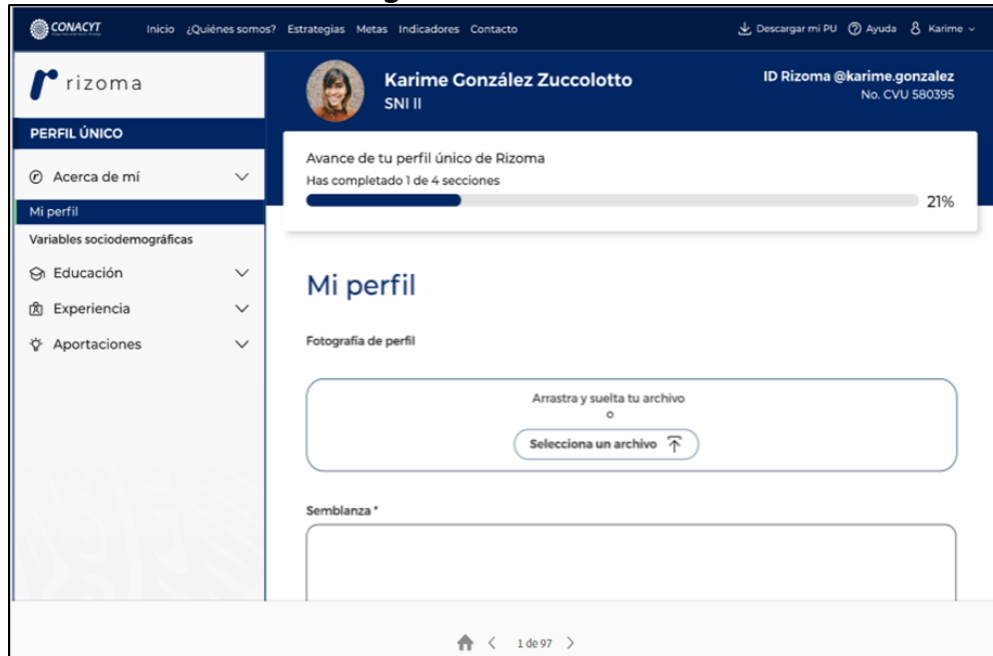 CONACYT
Inicio ¿Quiénes somos? Estrategias Metas Indicadores Contacto
Descargar mi PU Ayuda Karime
rizoma
Karime González Zuccolotto
SNI II
ID Rizoma @karime.gonzalez
No. CVU 580395
PERFIL ÚNICO
Acerca de mí
Mi perfil
Variables sociodemográficas
Educación
Experiencia
Aportaciones
Avance de tu perfil único de Rizoma
Has completado 1 de 4 secciones
21%
Mi perfil
Fotografía de perfil
Arrastra y suelta tu archivo
o
Selecciona un archivo
Semblanza *
1 de 97